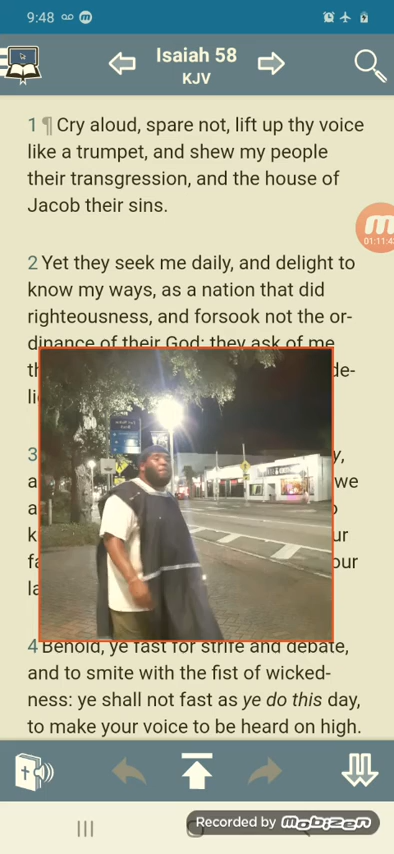 9:48
Isaiah 58
KJV
01:11:4
1 ¶ Cry aloud, spare not, lift up thy voice
like a trumpet, and shew my people
their transgression, and the house of
Jacob their sins.
2 Yet they seek me daily, and delight to
know my ways, as a nation that did
righteousness, and forsook not the or-
dinance of their God: they ask of me
de-
3
we
4 Behold, ye fast for strife and debate,
and to smite with the fist of wicked-
ness: ye shall not fast as ye do this day,
to make your voice to be heard on high.
Recorded by mobizen